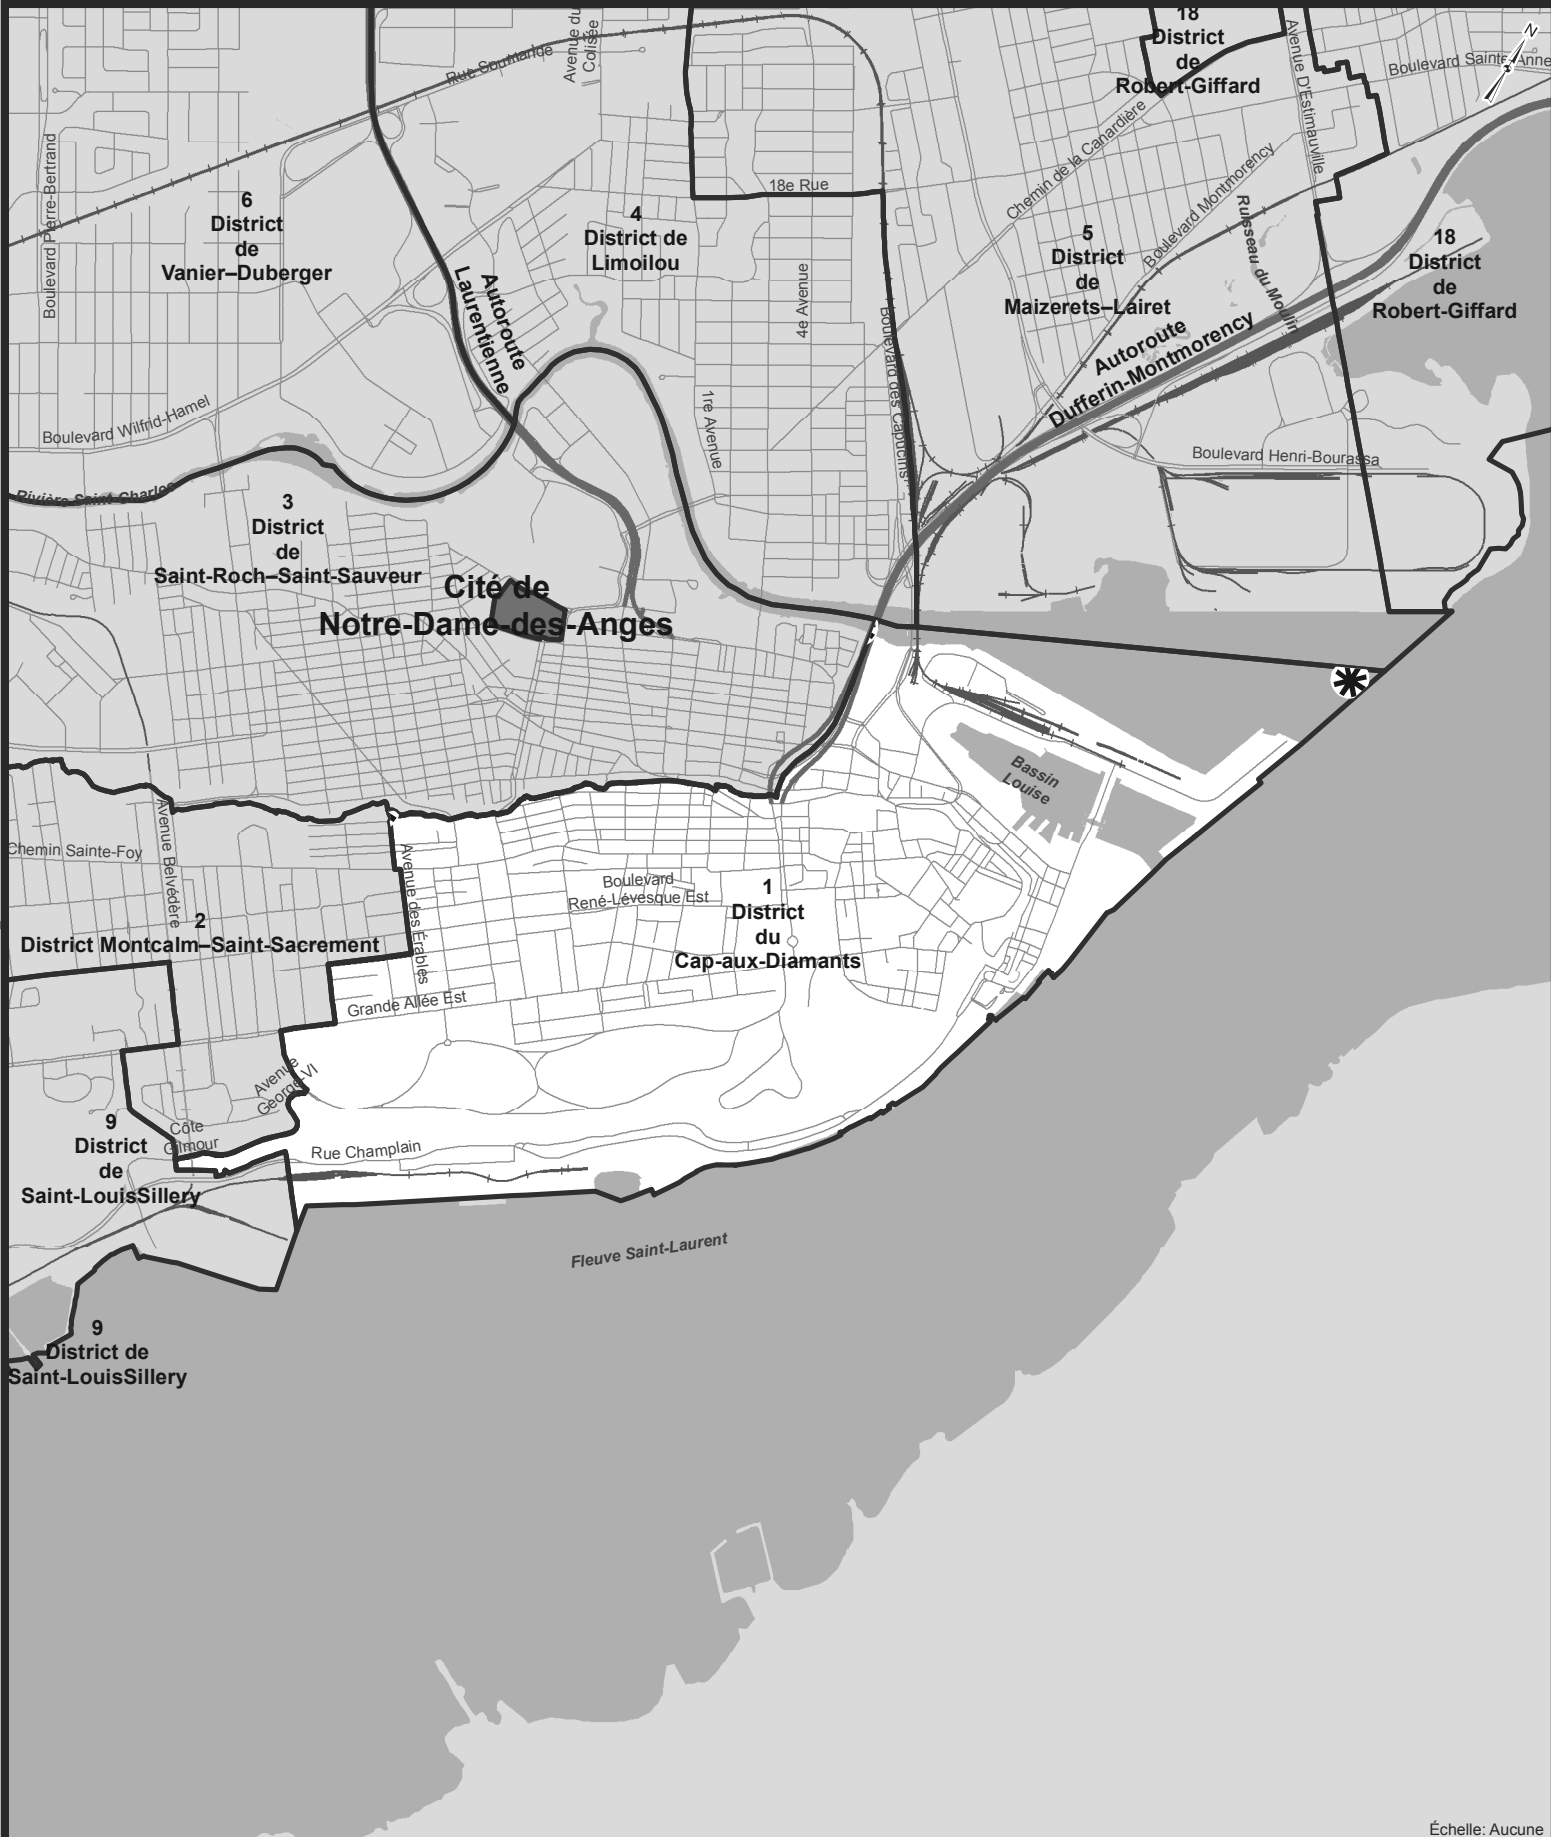 18
District
de
Robert-Giffard
N
Avenue du
Colisée
Rue Soumande
Avenue D'Estimauville
Boulevard Sainte-Anne
Boulevard Pierre-Bertrand
Chemin de la Canardière
Boulevard Montmorency
18e Rue
6
District
de
Vanier–Duberger
4
District de
Limoilou
5
District
de
Maizerets–Lairet
Ruisseau du Moulin
18
District
de
Robert-Giffard
Autoroute
Laurentienne
4e Avenue
Boulevard des Capucins
Autoroute
Dufferin-Montmorency
1re Avenue
Boulevard Wilfrid-Hamel
Boulevard Henri-Bourassa
Rivière Saint-Charles
3
District
de
Saint-Roch–Saint-Sauveur
Cité de
Notre-Dame-des-Anges
Bassin
Louise
Avenue Belvédère
Chemin Sainte-Foy
Avenue des Érables
Boulevard
René-Lévesque Est
1
District
du
Cap-aux-Diamants
2
District Montcalm–Saint-Sacrement
Grande Allée Est
Avenue
George-VI
Côte
Gilmour
9
District
de
Saint-LouisSillery
Rue Champlain
Fleuve Saint-Laurent
9
District de
Saint-LouisSillery
Échelle: Aucune